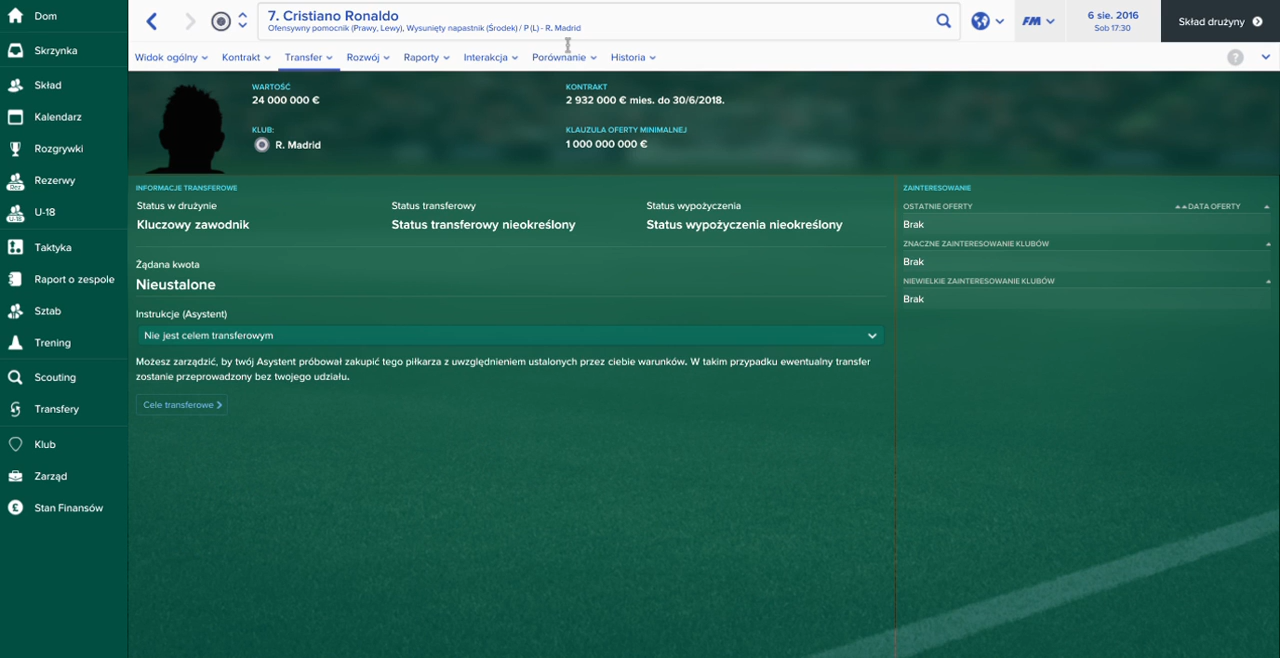 Dom
Skrzynka
Skład
Kalendarz
Rozgrywki
Rezerwy
U-18
Taktyka
Raport o zespole
Sztab
Trening
Scouting
Transfery
Klub
Zarząd
Stan Finansów
7. Cristiano Ronaldo
Ofensywny pomocnik (Prawy, Lewy), Wysunięty napastnik (Środek) / P (L) - R. Madrid
FM
6 sie. 2016
Sob 17:30
Skład drużyny
Widok ogólny Kontrakt Transfer Rozwój Raporty Interakcja Porównanie Historia
?
WARTOŚĆ
24 000 000 €
KLUB:
R. Madrid
KONTRAKT
2 932 000 € mies. do 30/6/2018.
KLAUZULA OFERTY MINIMALNEJ
1 000 000 000 €
INFORMACJE TRANSFEROWE
Status w drużynie Status transferowy Status wypożyczenia
Kluczowy zawodnik Status transferowy nieokreślony Status wypożyczenia nieokreślony
Żądana kwota
Nieustalone
Instrukcje (Asystent)
Nie jest celem transferowym
Możesz zarządzić, by twój Asystent próbował zakupić tego piłkarza z uwzględnieniem ustalonych przez ciebie warunków. W takim przypadku ewentualny transfer
zostanie przeprowadzony bez twojego udziału.
Cele transferowe
ZAINTERESOWANIE
OSTATNIE OFERTY DATA OFERTY
Brak
ZNACZNE ZAINTERESOWANIE KLUBÓW
Brak
NIEWIELKIE ZAINTERESOWANIE KLUBÓW
Brak